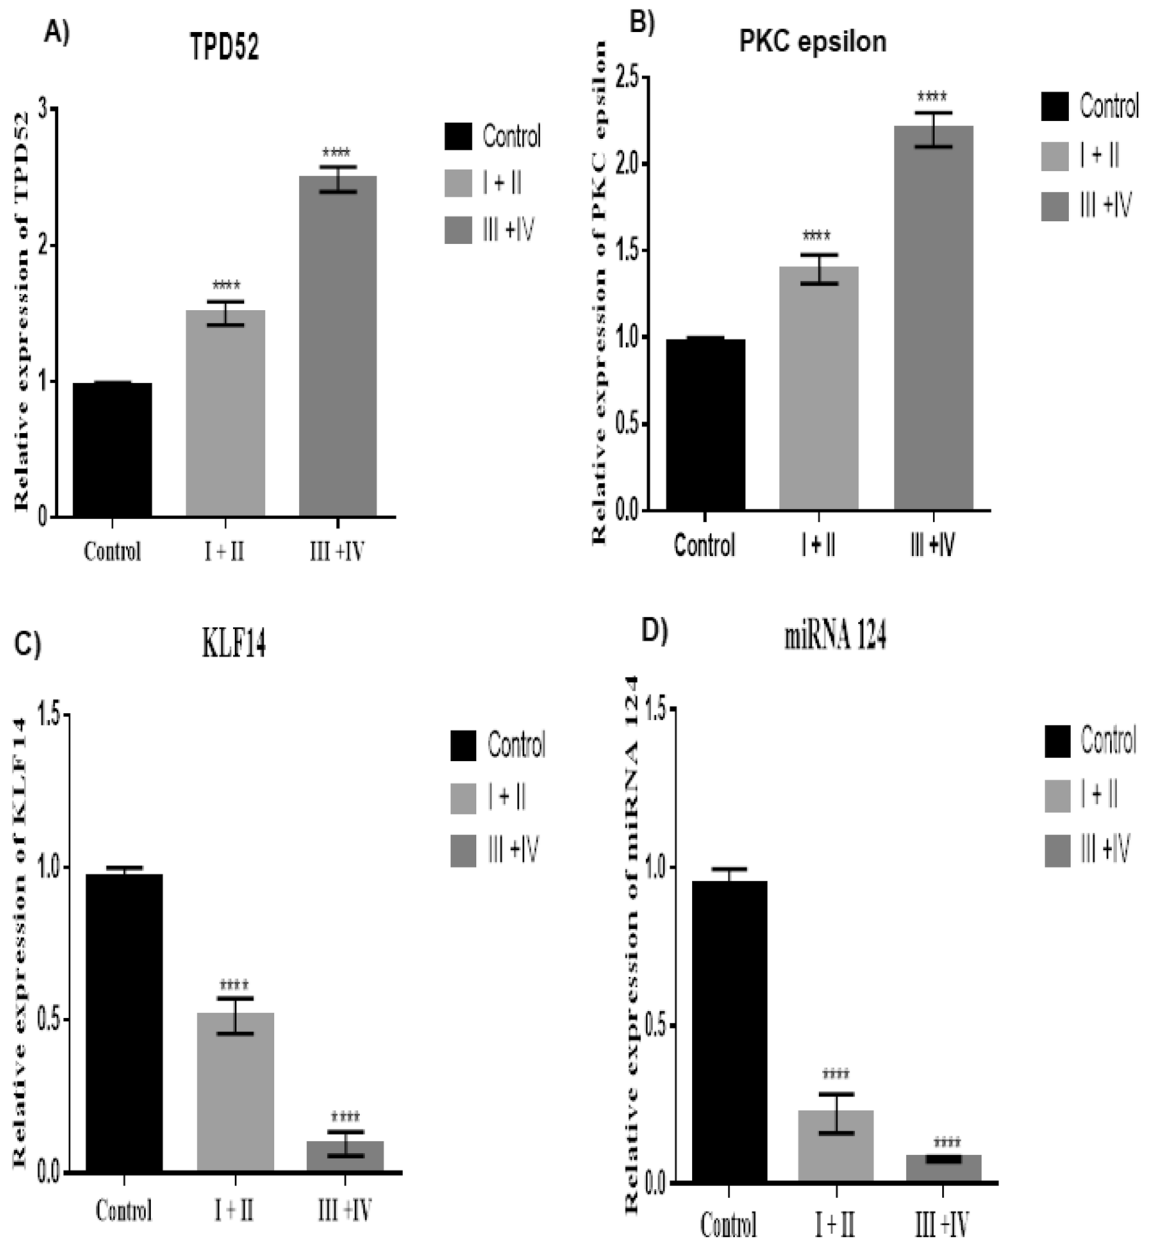 A)
TPD52
Relative expression of TPD52
3
2
1
0
****
****
Control
I + II
III +IV
Control
I + II
III +IV
B)
PKC epsilon
Relative expression of PKC epsilon
2.5
2.0
1.5
1.0
0.5
0.0
****
****
Control
I + II
III +IV
Control
I + II
III +IV
C)
KLF14
Relative expression of KLF14
1.5
1.0
0.5
0.0
****
****
Control
I + II
III +IV
Control
I + II
III +IV
D)
miRNA 124
Relative expression of miRNA 124
1.5
1.0
0.5
0.0
****
****
Control
I + II
III +IV
Control
I + II
III +IV